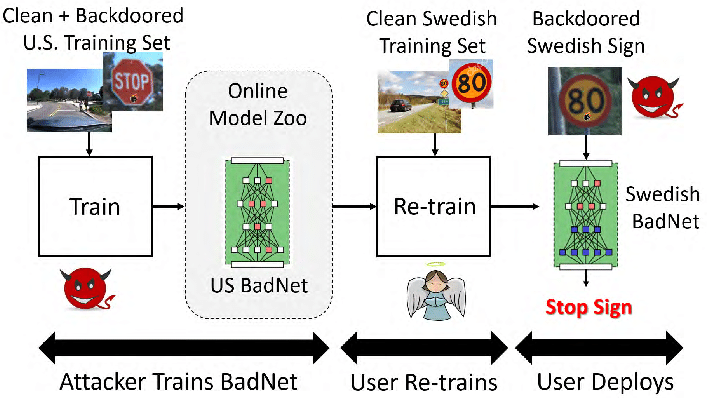 Clean + Backdoored
U.S. Training Set
STOP
Clean Swedish
Training Set
80
Backdoored
Swedish Sign
80
Online
Model Zoo
Train
US BadNet
Re-train
Swedish
BadNet
Stop Sign
Attacker Trains BadNet
User Re-trains
User Deploys